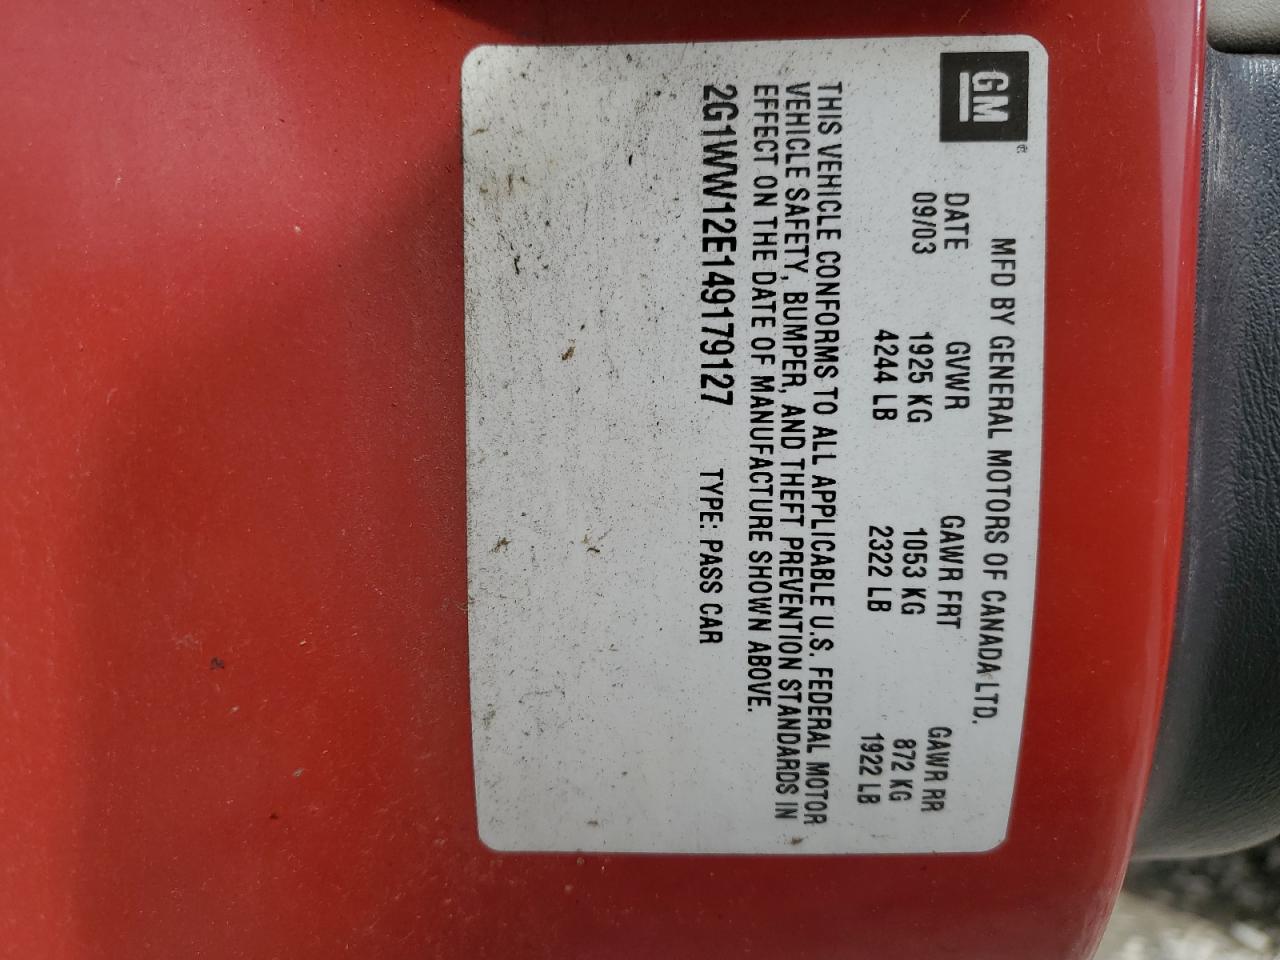 GM
MFD BY GENERAL MOTORS OF CANADA LTD.
DATE GVWR GAWR FRT GAWR RR
09/03 1925 KG 1053 KG 872 KG
4244 LB 2322 LB 1922 LB
THIS VEHICLE CONFORMS TO ALL APPLICABLE U.S. FEDERAL MOTOR
VEHICLE SAFETY, BUMPER, AND THEFT PREVENTION STANDARDS IN
EFFECT ON THE DATE OF MANUFACTURE SHOWN ABOVE.
2G1WW12E149179127 TYPE: PASS CAR